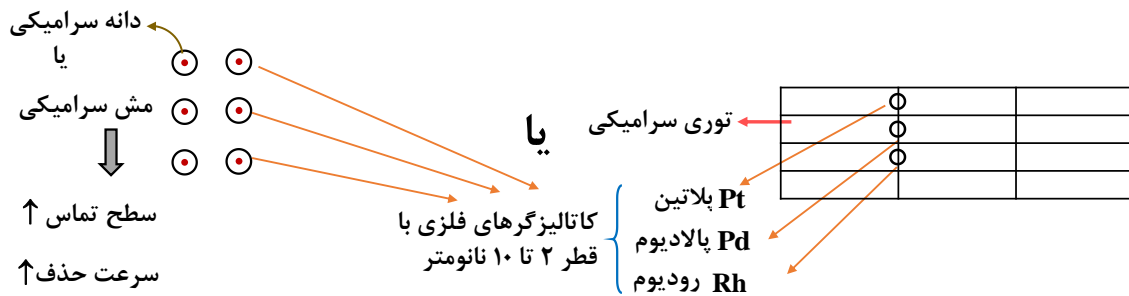 دانه سرامیکی
یا
مش سرامیکی
سطح تماس ↑
سرعت حذف ↑
یا
توری سرامیکی
کاتالیزگرهای فلزی با
قطر ۲ تا ۱۰ نانومتر
پلاتین Pt
پالادیوم Pd
رودیوم Rh